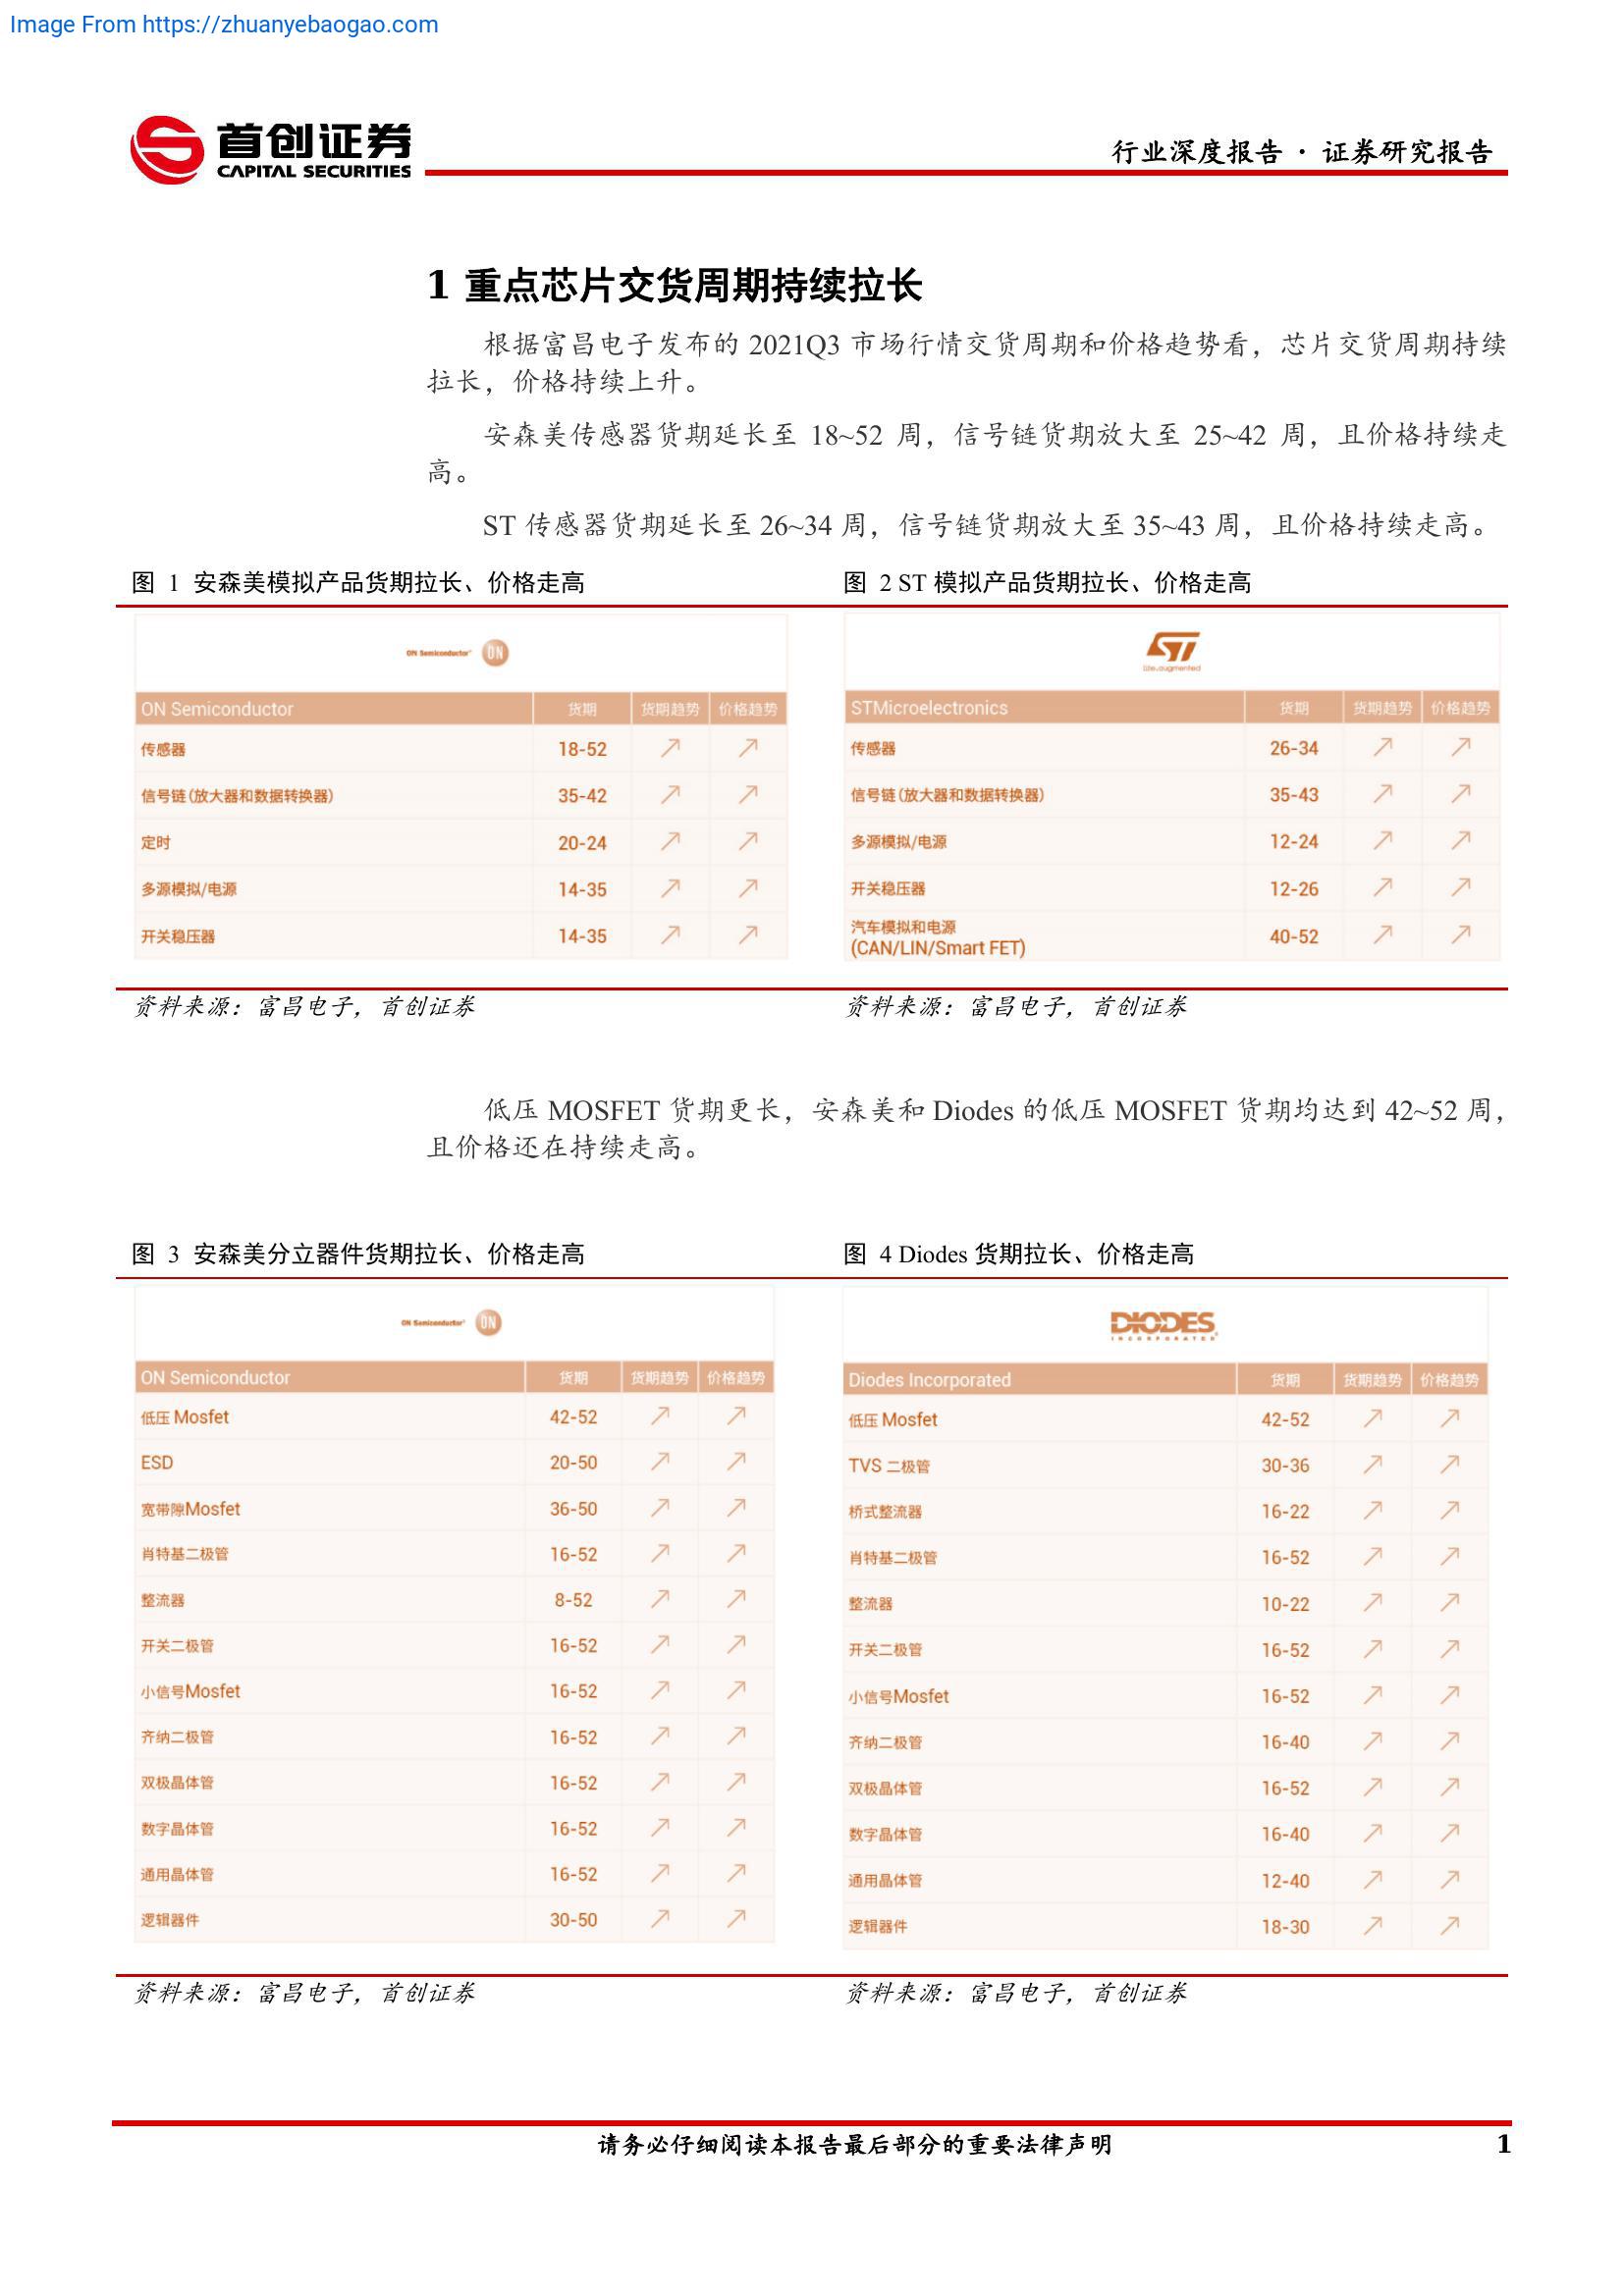 Image From https://zhuanyebaogao.com
首创证券
CAPITAL SECURITIES
行业深度报告 · 证券研究报告
1 重点芯片交货周期持续拉长
根据富昌电子发布的 2021Q3 市场行情交货周期和价格趋势看，芯片交货周期持续
拉长，价格持续上升。
安森美传感器货期延长至 18~52 周，信号链货期放大至 25~42 周，且价格持续走
高。
ST 传感器货期延长至 26~34 周，信号链货期放大至 35~43 周，且价格持续走高。
图 1 安森美模拟产品货期拉长、价格走高
ON Semiconductor ON
ON Semiconductor 货期 货期趋势 价格趋势
传感器 18-52 ↗ ↗
信号链（放大器和数据转换器） 35-42 ↗ ↗
定时 20-24 ↗ ↗
多源模拟/电源 14-35 ↗ ↗
开关稳压器 14-35 ↗ ↗
资料来源：富昌电子，首创证券
图 2 ST 模拟产品货期拉长、价格走高
ST
life.augmented
STMicroelectronics 货期 货期趋势 价格趋势
传感器 26-34 ↗ ↗
信号链（放大器和数据转换器） 35-43 ↗ ↗
多源模拟/电源 12-24 ↗ ↗
开关稳压器 12-26 ↗ ↗
汽车模拟和电源
(CAN/LIN/Smart FET) 40-52 ↗ ↗
资料来源：富昌电子，首创证券
低压 MOSFET 货期更长，安森美和 Diodes 的低压 MOSFET 货期均达到 42~52 周，
且价格还在持续走高。
图 3 安森美分立器件货期拉长、价格走高
ON Semiconductor ON
ON Semiconductor 货期 货期趋势 价格趋势
低压 Mosfet 42-52 ↗ ↗
ESD 20-50 ↗ ↗
宽带隙Mosfet 36-50 ↗ ↗
肖特基二极管 16-52 ↗ ↗
整流器 8-52 ↗ ↗
开关二极管 16-52 ↗ ↗
小信号Mosfet 16-52 ↗ ↗
齐纳二极管 16-52 ↗ ↗
双极晶体管 16-52 ↗ ↗
数字晶体管 16-52 ↗ ↗
通用晶体管 16-52 ↗ ↗
逻辑器件 30-50 ↗ ↗
资料来源：富昌电子，首创证券
图 4 Diodes 货期拉长、价格走高
DIODES
INCORPORATED
Diodes Incorporated 货期 货期趋势 价格趋势
低压 Mosfet 42-52 ↗ ↗
TVS 二极管 30-36 ↗ ↗
桥式整流器 16-22 ↗ ↗
肖特基二极管 16-52 ↗ ↗
整流器 10-22 ↗ ↗
开关二极管 16-52 ↗ ↗
小信号Mosfet 16-52 ↗ ↗
齐纳二极管 16-40 ↗ ↗
双极晶体管 16-52 ↗ ↗
数字晶体管 16-40 ↗ ↗
通用晶体管 12-40 ↗ ↗
逻辑器件 18-30 ↗ ↗
资料来源：富昌电子，首创证券
请务必仔细阅读本报告最后部分的重要法律声明 1